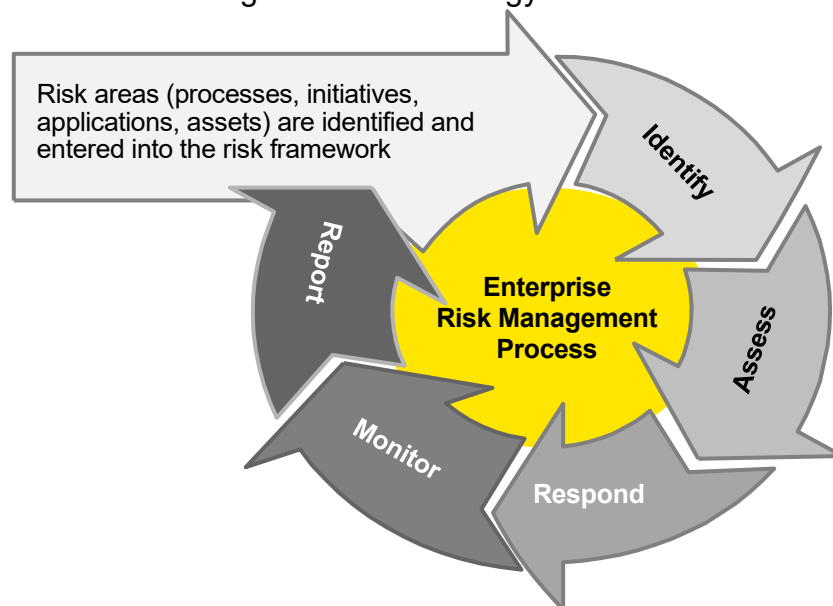 Risk areas (processes, initiatives,
applications, assets) are identified and
entered into the risk framework
Identify
Assess
Respond
Monitor
Report
Enterprise
Risk Management
Process